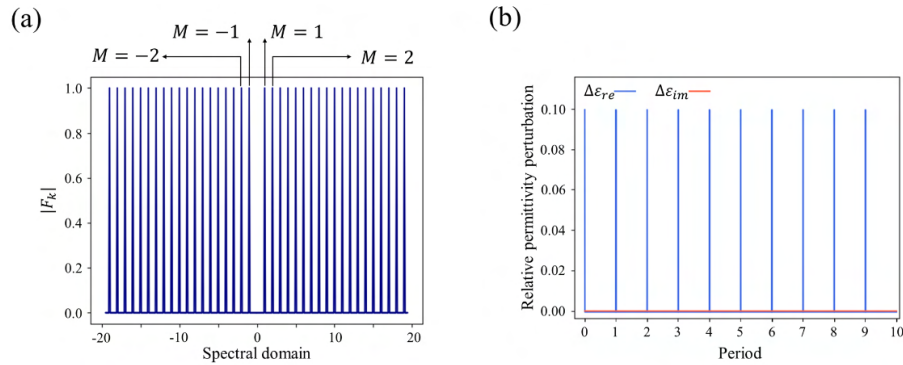 (a)
M = −1
M = 1
M = −2
M = 2
1.0
0.8
0.6
0.4
0.2
0.0
|F_k|
-20
-10
0
10
20
Spectral domain
(b)
Δε_re
Δε_im
0.10
0.08
0.06
0.04
0.02
0.00
Relative permittivity perturbation
0 1 2 3 4 5 6 7 8 9 10
Period